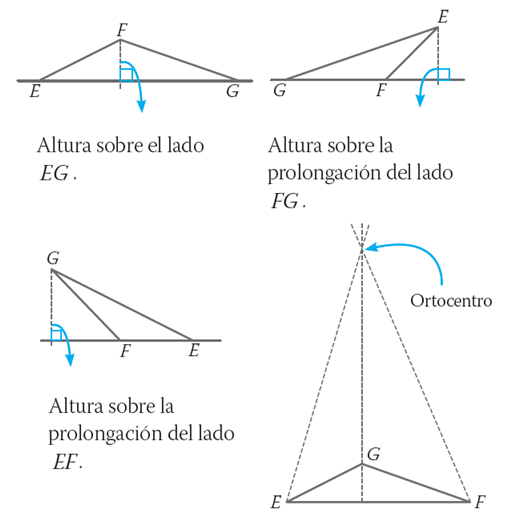 F
E
G
Altura sobre el lado
EG.
E
G
F
Altura sobre la
prolongación del lado
FG.
G
F
E
Altura sobre la
prolongación del lado
EF.
Ortocentro
G
E
F